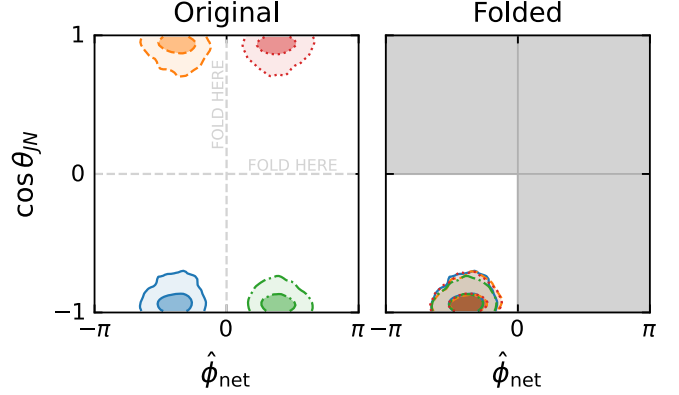 Original
Folded
cos θ_JN
1
0
−1
FOLD HERE
FOLD HERE
−π
0
π
−π
0
π
ϕ̂_net
ϕ̂_net